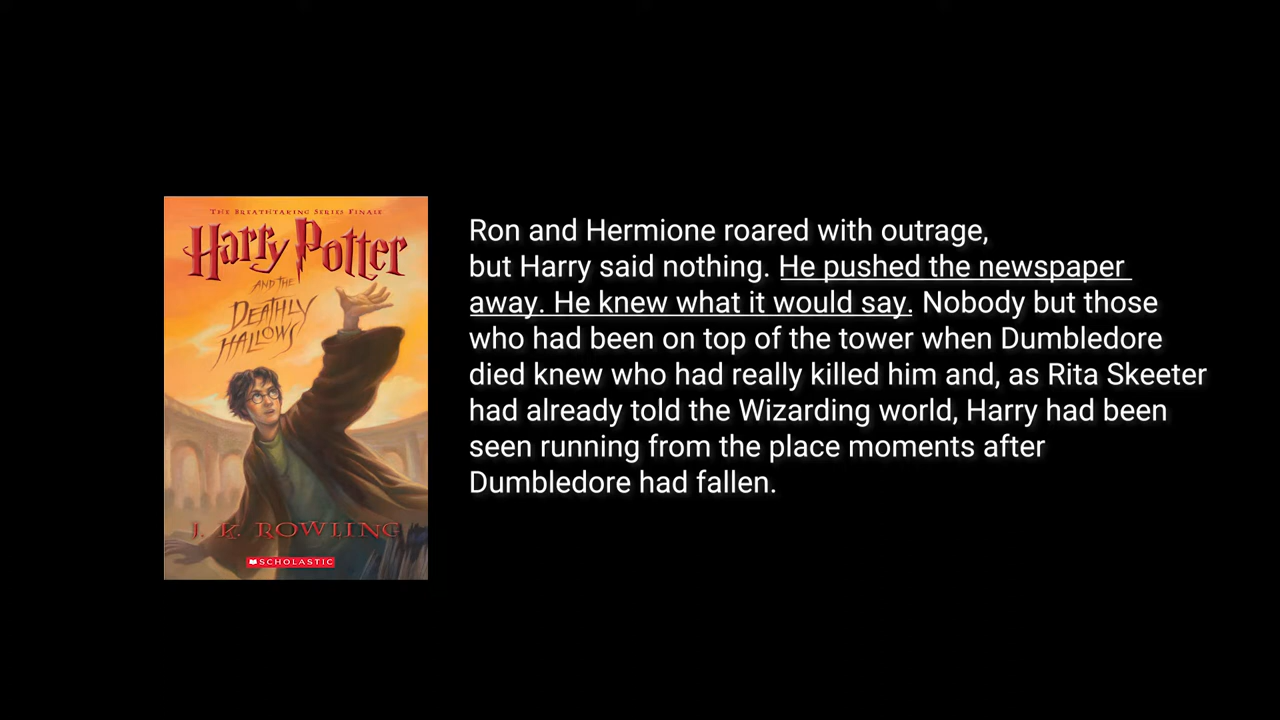 THE BREATHTAKING SERIES FINALE
Harry Potter
AND THE
DEATHLY
HALLOWS
J. K. ROWLING
SCHOLASTIC
Ron and Hermione roared with outrage,
but Harry said nothing. He pushed the newspaper
away. He knew what it would say. Nobody but those
who had been on top of the tower when Dumbledore
died knew who had really killed him and, as Rita Skeeter
had already told the Wizarding world, Harry had been
seen running from the place moments after
Dumbledore had fallen.